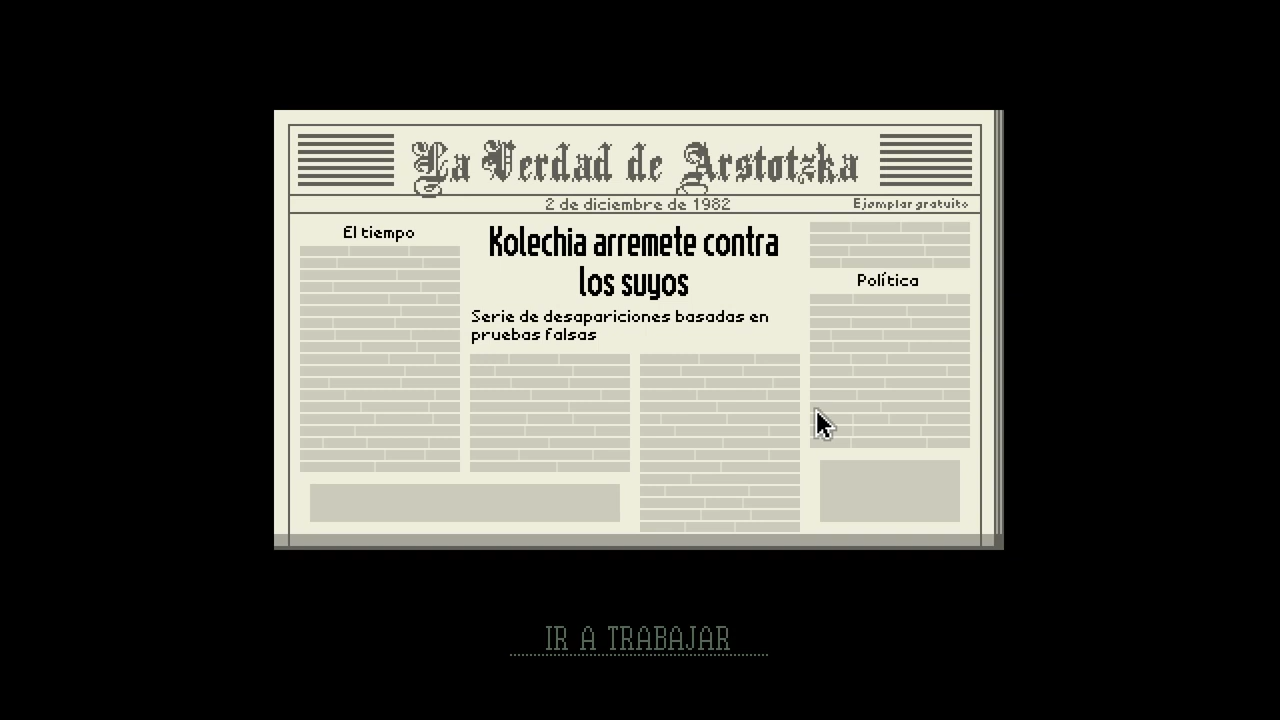 La Verdad de Arstotzka
2 de diciembre de 1982
Ejemplar gratuito
El tiempo
Kolechia arremete contra
los suyos
Serie de desapariciones basadas en
pruebas falsas
Política
IR A TRABAJAR